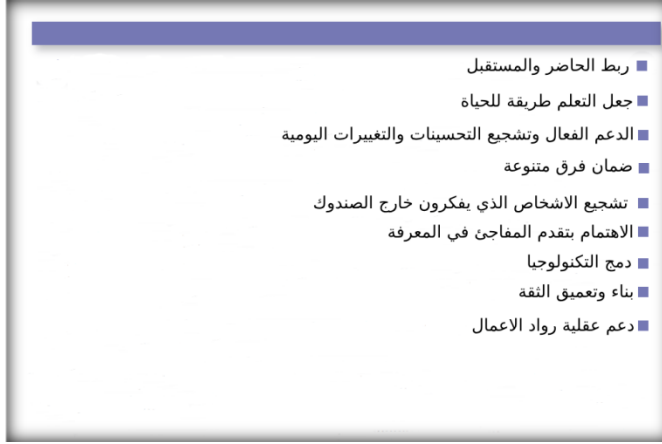 ربط الحاضر والمستقبل
جعل التعلم طريقة للحياة
الدعم الفعال وتشجيع التحسينات والتغييرات اليومية
ضمان فرق متنوعة
تشجيع الاشخاص الذي يفكرون خارج الصندوك
الاهتمام بتقدم المفاجئ في المعرفة
دمج التكنولوجيا
بناء وتعميق الثقة
دعم عقلية رواد الاعمال